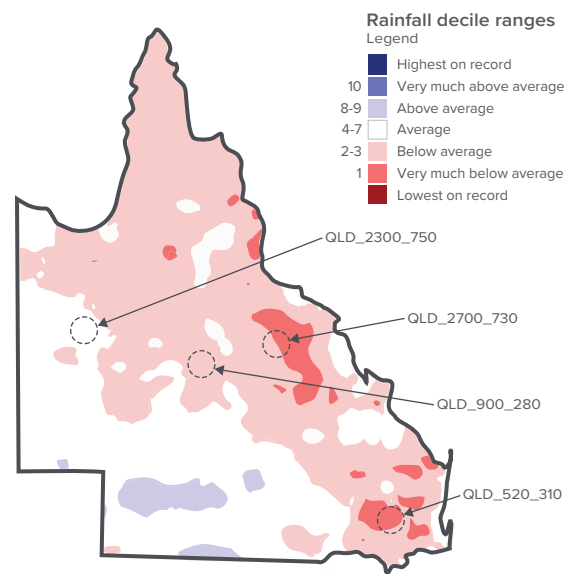 Rainfall decile ranges
Legend
Highest on record
10 Very much above average
8-9 Above average
4-7 Average
2-3 Below average
1 Very much below average
Lowest on record
QLD_2300_750
QLD_2700_730
QLD_900_280
QLD_520_310